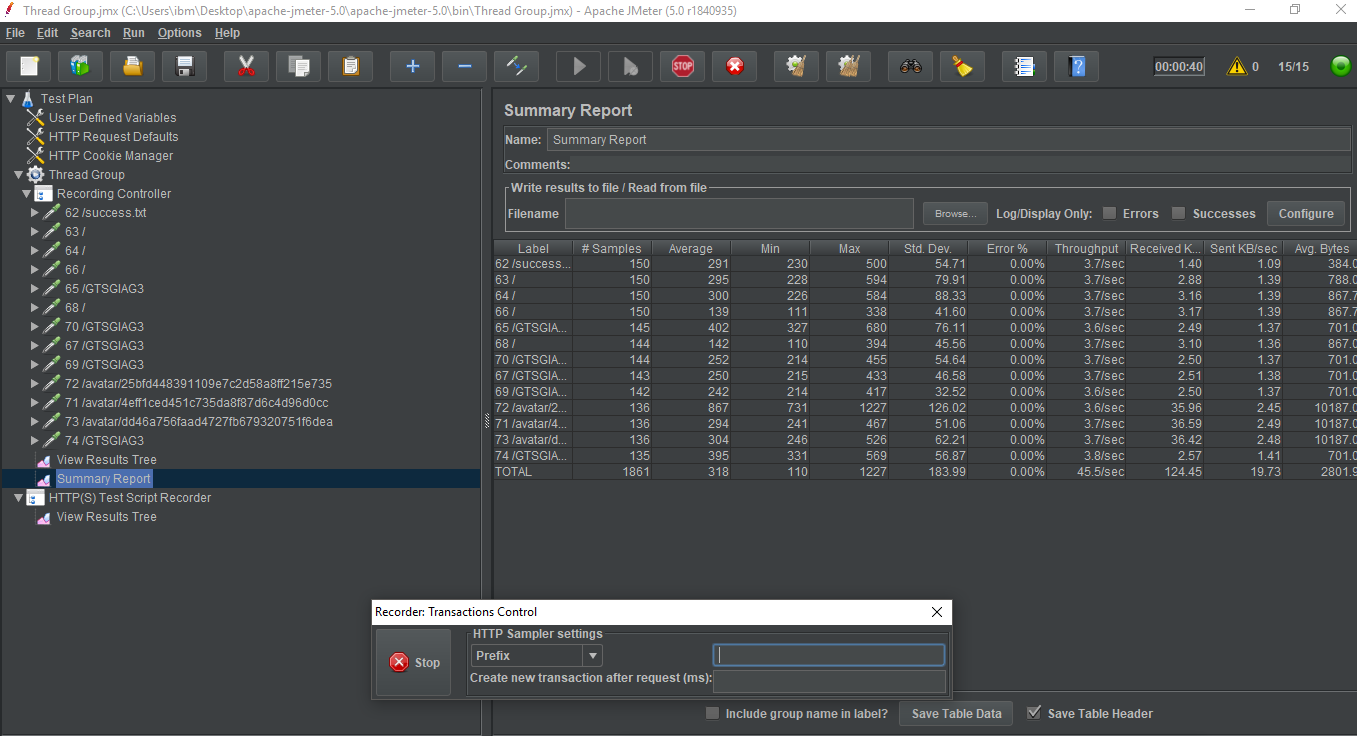 Thread Group.jmx (C:\Users\ibm\Desktop\apache-jmeter-5.0\apache-jmeter-5.0\bin\Thread Group.jmx) - Apache JMeter (5.0 r1840935)
File Edit Search Run Options Help
STOP 00:00:40 0 15/15
Test Plan
User Defined Variables
HTTP Request Defaults
HTTP Cookie Manager
Thread Group
Recording Controller
62 /success.txt
63 /
64 /
66 /
65 /GTSGIAG3
68 /
70 /GTSGIAG3
67 /GTSGIAG3
69 /GTSGIAG3
72 /avatar/25bfd448391109e7c2d58a8ff215e735
71 /avatar/4eff1ced451c735da8f87d6c4d96d0cc
73 /avatar/dd46a756faad4727fb679320751f6dea
74 /GTSGIAG3
View Results Tree
Summary Report
HTTP(S) Test Script Recorder
View Results Tree
Summary Report
Name: Summary Report
Comments:
Write results to file / Read from file
Filename Browse... Log/Display Only: Errors Successes Configure
Label # Samples Average Min Max Std. Dev. Error % Throughput Received K... Sent KB/sec Avg. Bytes
62 /success... 150 291 230 500 54.71 0.00% 3.7/sec 1.40 1.09 384.0
63 / 150 295 228 594 79.91 0.00% 3.7/sec 2.88 1.39 788.0
64 / 150 300 226 584 88.33 0.00% 3.7/sec 3.16 1.39 867.7
66 / 150 139 111 338 41.60 0.00% 3.7/sec 3.17 1.39 867.7
65 /GTSGIA... 145 402 327 680 76.11 0.00% 3.6/sec 2.49 1.37 701.0
68 / 144 142 110 394 45.56 0.00% 3.7/sec 3.10 1.36 867.0
70 /GTSGIA... 144 252 214 455 54.64 0.00% 3.7/sec 2.50 1.37 701.0
67 /GTSGIA... 143 250 215 433 46.58 0.00% 3.7/sec 2.51 1.38 701.0
69 /GTSGIA... 142 242 214 417 32.52 0.00% 3.6/sec 2.50 1.37 701.0
72 /avatar/2... 136 867 731 1227 126.02 0.00% 3.6/sec 35.96 2.45 10187.0
71 /avatar/4... 136 294 241 467 51.06 0.00% 3.7/sec 36.59 2.49 10187.0
73 /avatar/d... 136 304 246 526 62.21 0.00% 3.7/sec 36.42 2.48 10187.0
74 /GTSGIA... 135 395 331 569 56.87 0.00% 3.8/sec 2.57 1.41 701.0
TOTAL 1861 318 110 1227 183.99 0.00% 45.5/sec 124.45 19.73 2801.9
Recorder: Transactions Control
HTTP Sampler settings
Stop
Prefix
Create new transaction after request (ms):
Include group name in label? Save Table Data Save Table Header